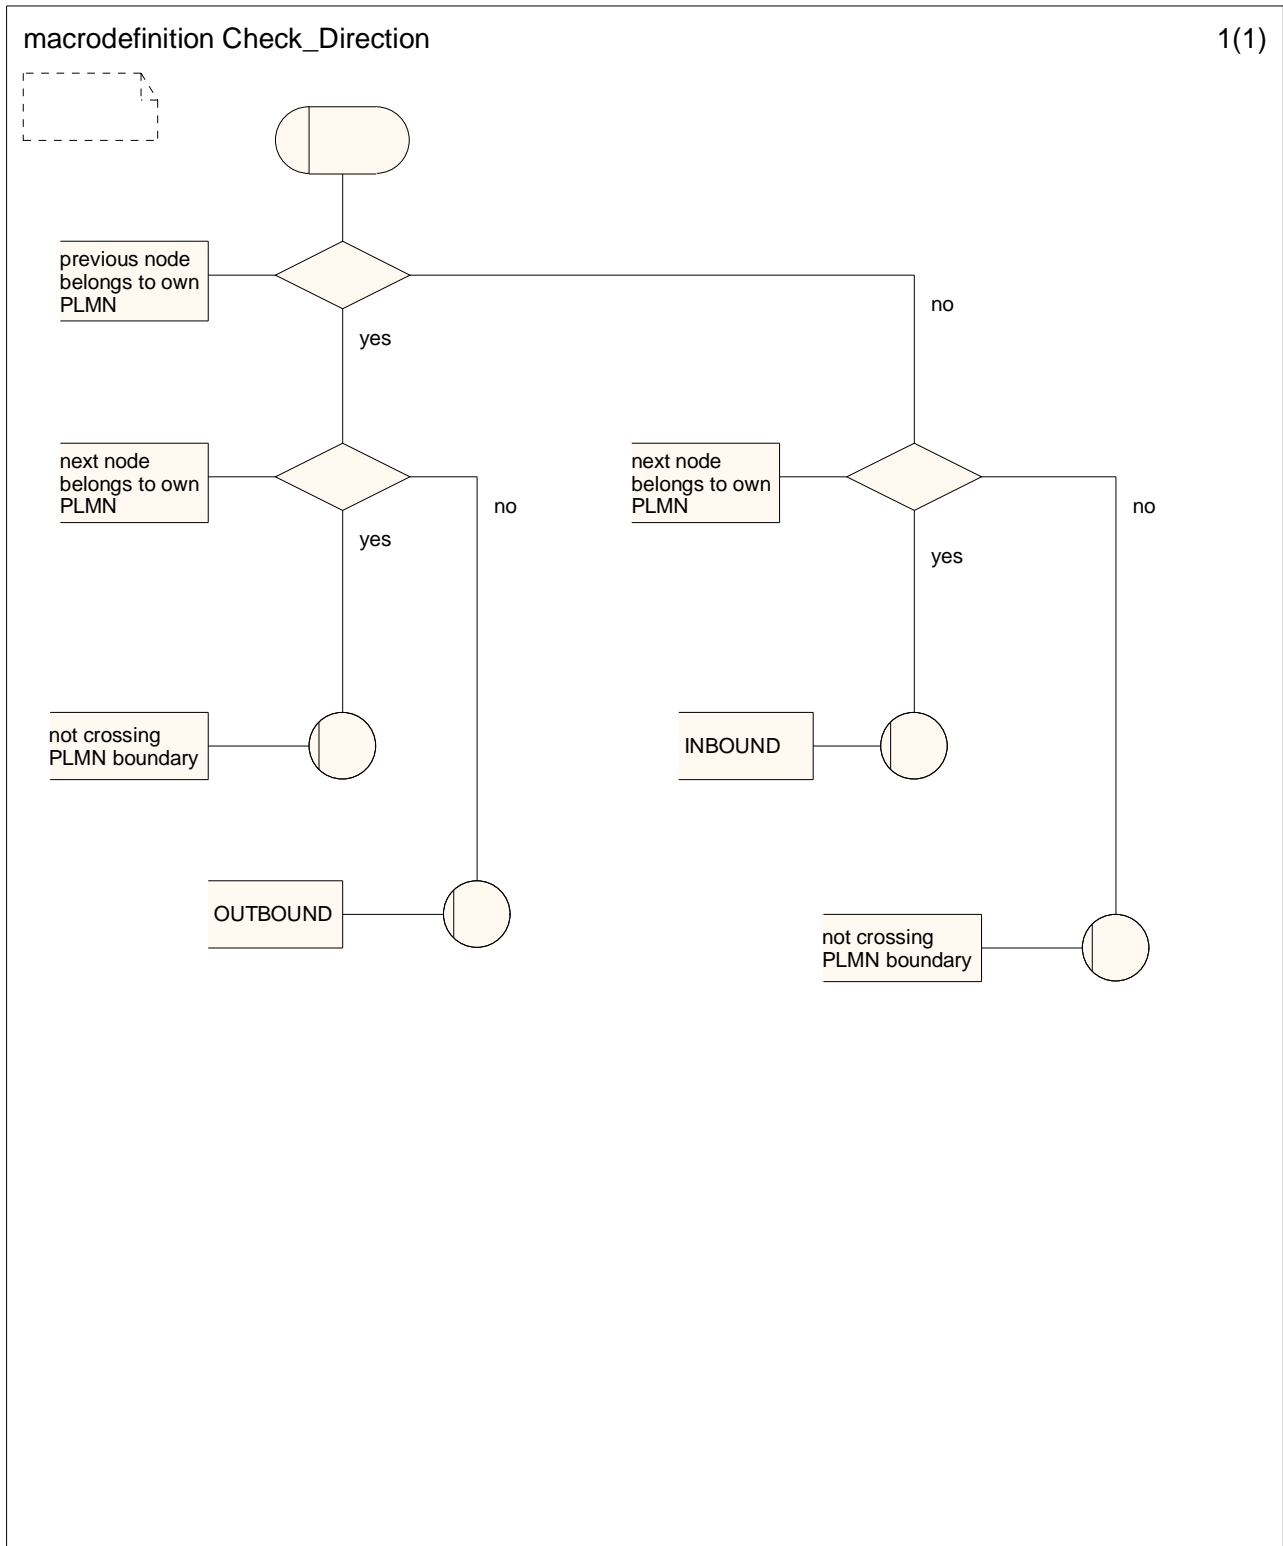 macrodefinition Check_Direction
1(1)
previous node
belongs to own
PLMN
no
yes
next node
belongs to own
PLMN
no
yes
next node
belongs to own
PLMN
no
yes
not crossing
PLMN boundary
INBOUND
OUTBOUND
not crossing
PLMN boundary